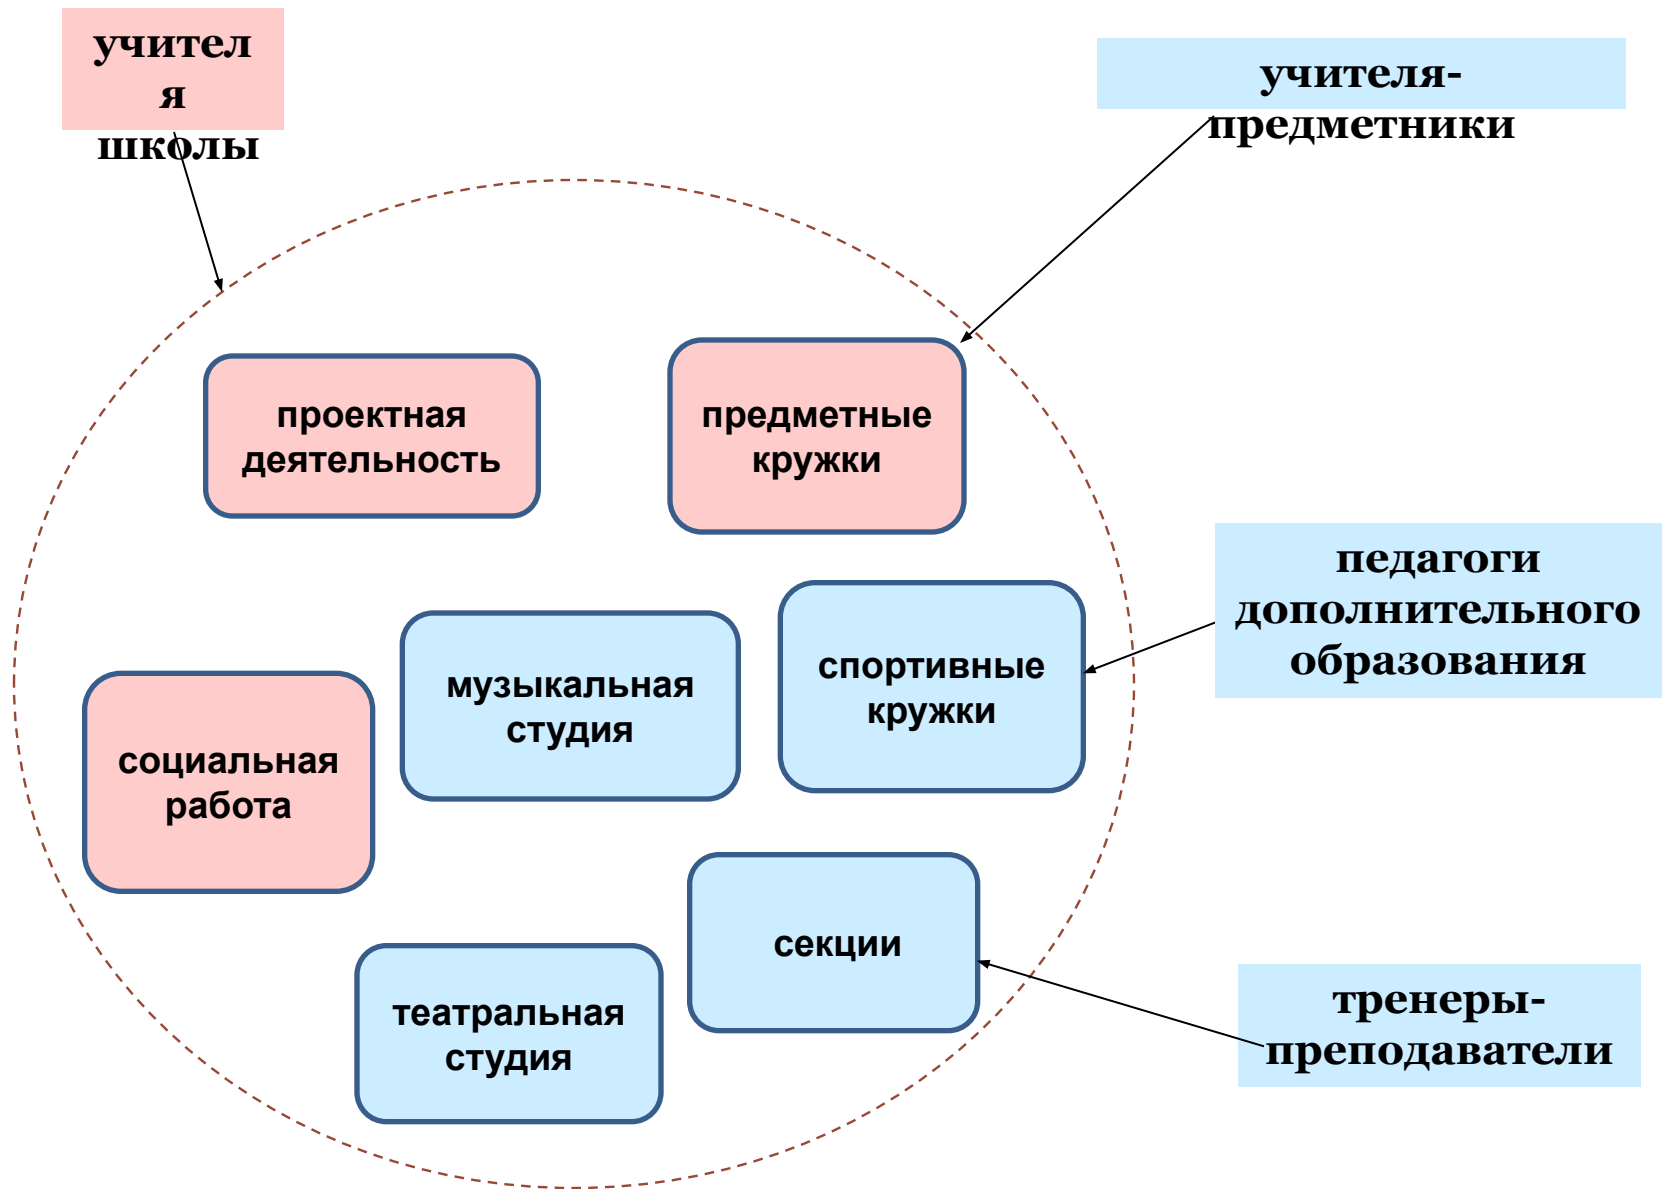 учител
я
школы
учителя-
предметники
проектная
деятельность
предметные
кружки
педагоги
дополнительного
образования
музыкальная
студия
спортивные
кружки
социальная
работа
секции
театральная
студия
тренеры-
преподаватели